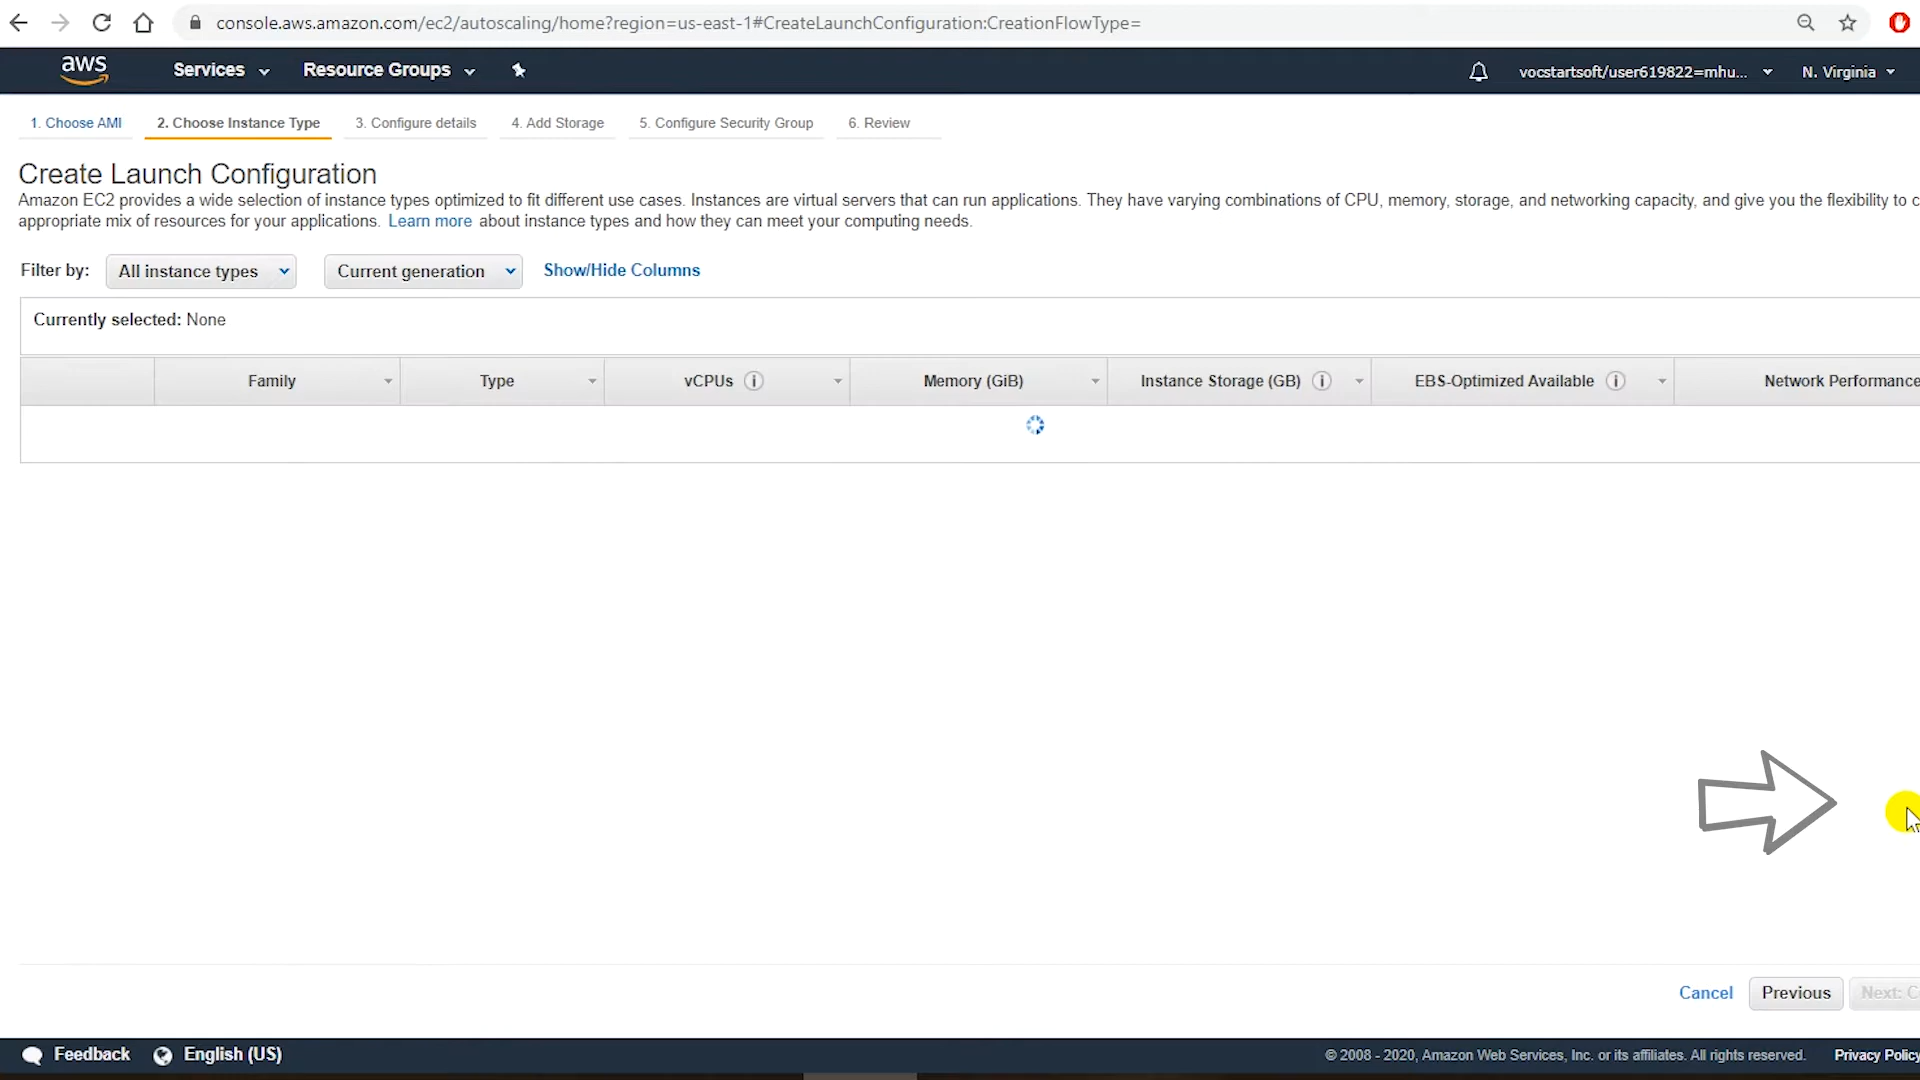 console.aws.amazon.com/ec2/autoscaling/home?region=us-east-1#CreateLaunchConfiguration:CreationFlowType=
aws Services Resource Groups vocstartsoft/user619822=mhu... N. Virginia
1. Choose AMI 2. Choose Instance Type 3. Configure details 4. Add Storage 5. Configure Security Group 6. Review
Create Launch Configuration
Amazon EC2 provides a wide selection of instance types optimized to fit different use cases. Instances are virtual servers that can run applications. They have varying combinations of CPU, memory, storage, and networking capacity, and give you the flexibility to c
appropriate mix of resources for your applications. Learn more about instance types and how they can meet your computing needs.
Filter by: All instance types Current generation Show/Hide Columns
Currently selected: None
Family Type vCPUs Memory (GiB) Instance Storage (GB) EBS-Optimized Available Network Performance
Cancel Previous Next: C
Feedback English (US) © 2008 - 2020, Amazon Web Services, Inc. or its affiliates. All rights reserved. Privacy Policy